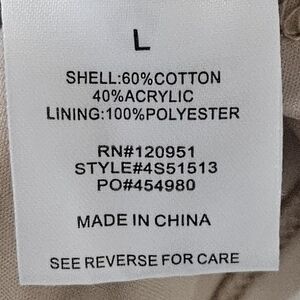 L
SHELL:60%COTTON
40%ACRYLIC
LINING:100%POLYESTER
RN#120951
STYLE#4S51513
PO#454980
MADE IN CHINA
SEE REVERSE FOR CARE